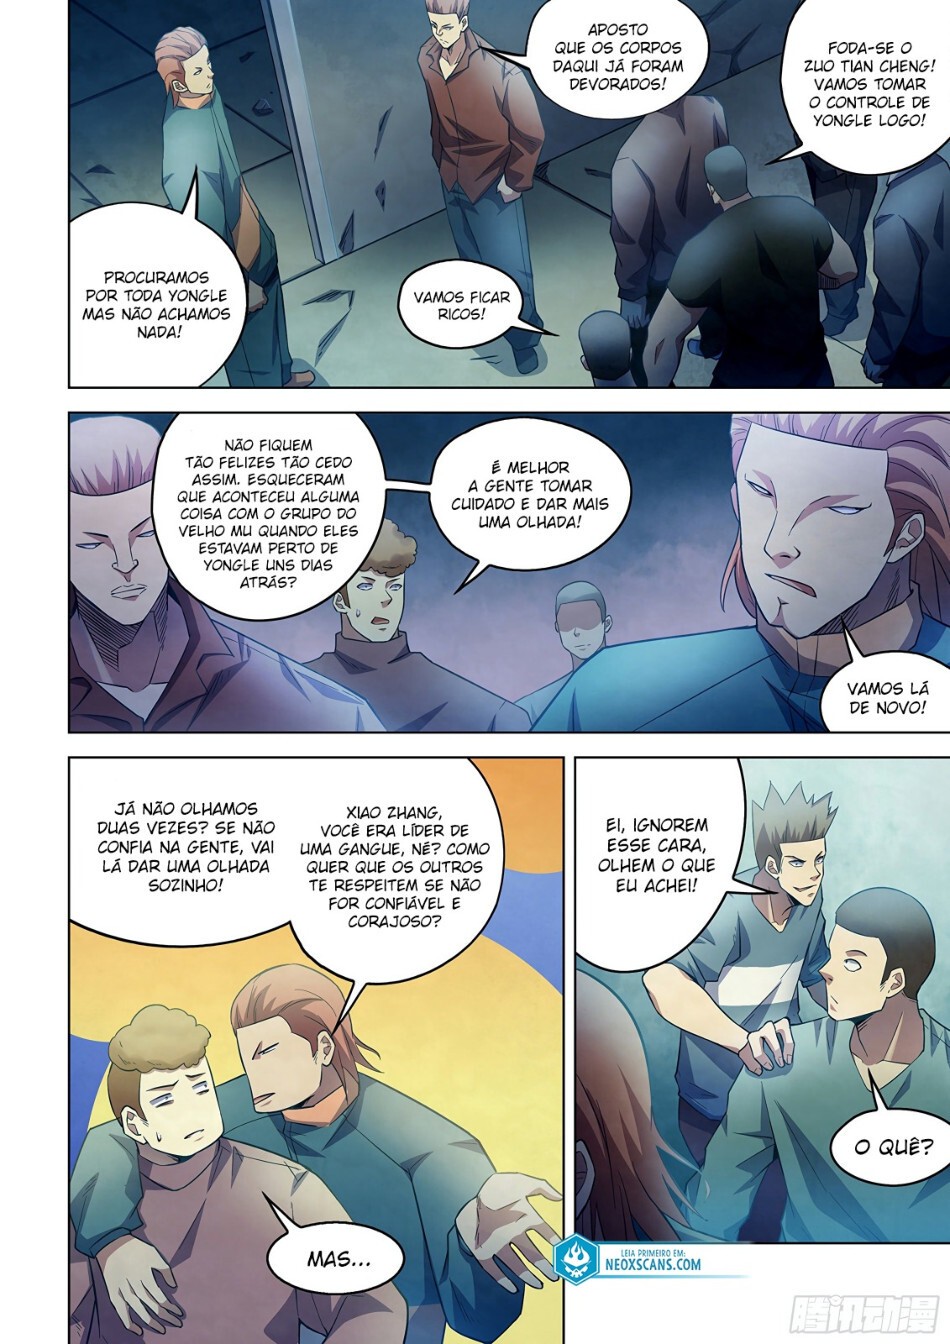 PROCURAMOS
POR TODA YONGLE
MAS NÃO ACHAMOS
NADA!
APOSTO
QUE OS CORPOS
DAQUI JÁ FORAM
DEVORADOS!
FODA-SE O
ZUO TIAN CHENG!
VAMOS TOMAR
O CONTROLE DE
YONGLE LOGO!
VAMOS FICAR
RICOS!
NÃO FIQUEM
TÃO FELIZES TÃO CEDO
ASSIM. ESQUECERAM
QUE ACONTECEU ALGUMA
COISA COM O GRUPO DO
VELHO MU QUANDO ELES
ESTAVAM PERTO DE
YONGLE UNS DIAS
ATRÁS?
É MELHOR
A GENTE TOMAR
CUIDADO E DAR MAIS
UMA OLHADA!
VAMOS LÁ
DE NOVO!
JÁ NÃO OLHAMOS
DUAS VEZES? SE NÃO
CONFIA NA GENTE, VAI
LÁ DAR UMA OLHADA
SOZINHO!
XIAO ZHANG,
VOCÊ ERA LÍDER DE
UMA GANGUE, NÉ? COMO
QUER QUE OS OUTROS
TE RESPEITEM SE NÃO
FOR CONFIÁVEL E
CORAJOSO?
MAS...
EI, IGNOREM
ESSE CARA,
OLHEM O QUE
EU ACHEI!
O QUÊ?
LEIA PRIMEIRO EM:
NEOXSCANS.COM
腾讯动漫